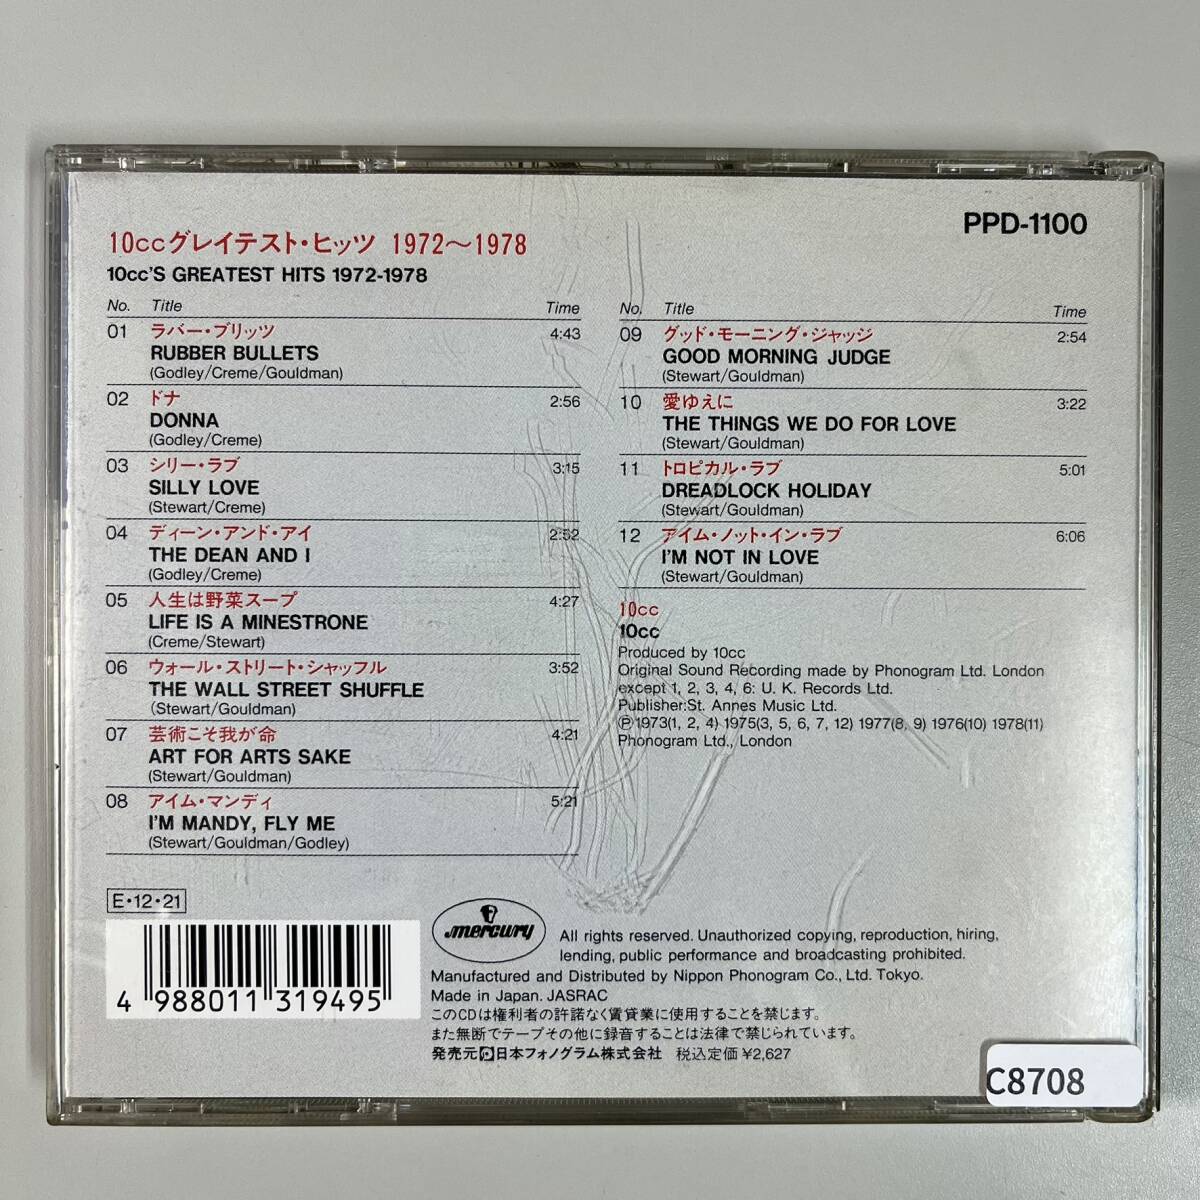 PPD-1100
10ccグレイテスト・ヒッツ 1972〜1978
10cc'S GREATEST HITS 1972-1978
No. Title Time
01 ラバー・ブリッツ 4:43
RUBBER BULLETS
(Godley/Creme/Gouldman)
02 ドナ 2:56
DONNA
(Godley/Creme)
03 シリー・ラブ 3:15
SILLY LOVE
(Stewart/Creme)
04 ディーン・アンド・アイ 2:52
THE DEAN AND I
(Godley/Creme)
05 人生は野菜スープ 4:27
LIFE IS A MINESTRONE
(Creme/Stewart)
06 ウォール・ストリート・シャッフル 3:52
THE WALL STREET SHUFFLE
(Stewart/Gouldman)
07 芸術こそ我が命 4:21
ART FOR ARTS SAKE
(Stewart/Gouldman)
08 アイム・マンディ 5:21
I'M MANDY, FLY ME
(Stewart/Gouldman/Godley)
No. Title Time
09 グッド・モーニング・ジャッジ 2:54
GOOD MORNING JUDGE
(Stewart/Gouldman)
10 愛ゆえに 3:22
THE THINGS WE DO FOR LOVE
(Stewart/Gouldman)
11 トロピカル・ラブ 5:01
DREADLOCK HOLIDAY
(Stewart/Gouldman)
12 アイム・ノット・イン・ラブ 6:06
I'M NOT IN LOVE
(Stewart/Gouldman)
10cc
10cc
Produced by 10cc
Original Sound Recording made by Phonogram Ltd. London
except 1, 2, 3, 4, 6: U. K. Records Ltd.
Publisher:St. Annes Music Ltd.
℗1973(1, 2, 4) 1975(3, 5, 6, 7, 12) 1977(8, 9) 1976(10) 1978(11)
Phonogram Ltd., London
E・12・21
4 988011 319495
mercury
All rights reserved. Unauthorized copying, reproduction, hiring,
lending, public performance and broadcasting prohibited.
Manufactured and Distributed by Nippon Phonogram Co., Ltd. Tokyo.
Made in Japan. JASRAC
このCDは権利者の許諾なく賃貸業に使用することを禁じます。
また無断でテープその他に録音することは法律で禁じられています。
発売元 日本フォノグラム株式会社 税込定価¥2,627
C8708